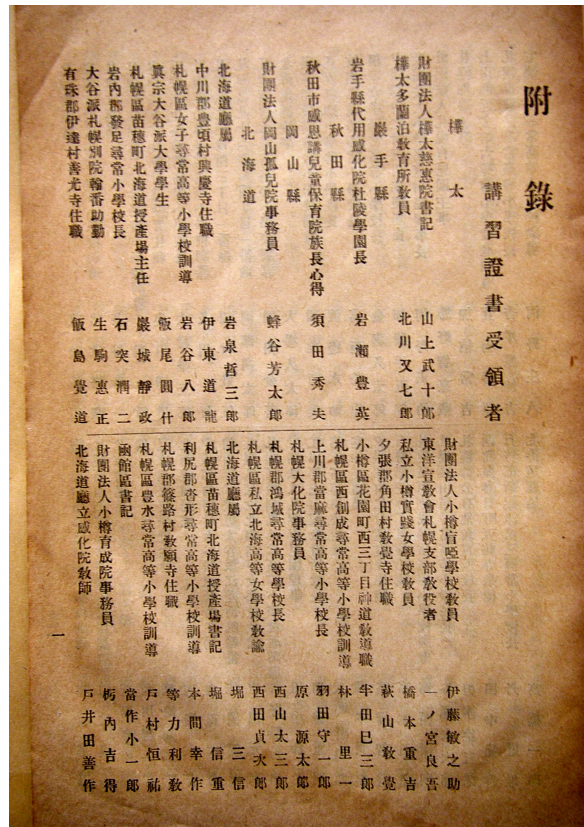 附錄
講習證書受領者
樺太
財團法人樺太慈惠院書記 山上武十郎
樺太多蘭泊教育所教員 北川又七郎
巖手縣
岩手縣代用感化院杜陵學園長 岩瀨豊英
秋田縣
秋田市感恩講兒童保育院族長心得 須田秀夫
岡山縣
財團法人岡山孤兒院事務員 蜂谷芳太郎
北海道
北海道廳屬 岩泉哲三郎
中川郡豊頃村興慶寺住職 伊東道龍
札幌區女子尋常高等小學校訓導 岩谷八郎
眞宗大谷派大學學生 飯尾圓什
札幌區苗穂町北海道授產場主任 巖城靜政
岩內郡發足尋常小學校長 石突潤二
大谷派札幌別院輪番助勤 生駒惠正
有珠郡伊達村善光寺住職 飯島覺道
財團法人小樽盲啞學校教員 伊藤敏之助
東洋宣教會札幌支部教役者 一ノ宮良吾
私立小樽實踐女學校教員 橋本重吉
夕張郡角田村教覺寺住職 萩山教覺
小樽區花園町西三丁目神道教導職 半田巳三郎
札幌區西創成尋常高等小學校訓導 林里一
上川郡當麻尋常高等小學校長 羽田守一郎
札幌大化院事務員 原源太郎
札幌郡鴻城尋常高等學校長 西山太三郎
札幌區私立北海高等女學校教諭 西田貞次郎
北海道廳屬 堀三信
札幌區苗穂町北海道授產場書記 堀信重
利尻郡沓形尋常高等小學校訓導 本間幸作
札幌郡篠路村教願寺住職 等力利教
札幌區豊水尋常高等小學校訓導 戸村恒祐
函館區書記 當作小一郎
財團法人小樽育成院事務員 栃內吉得
北海道廳立感化院教師 戸井田善作
一